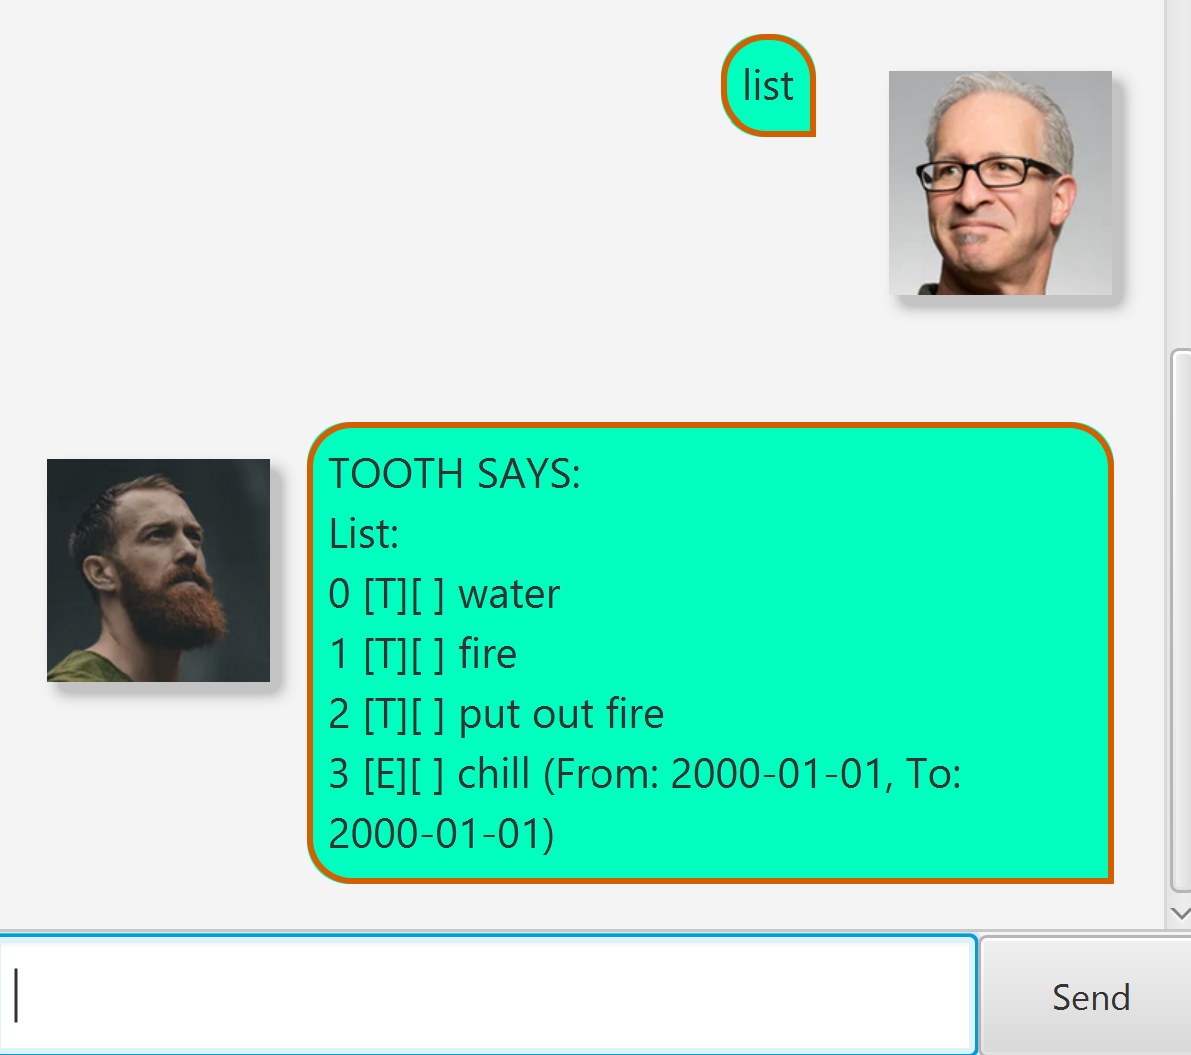 list
TOOTH SAYS:
List:
0 [T][ ] water
1 [T][ ] fire
2 [T][ ] put out fire
3 [E][ ] chill (From: 2000-01-01, To:
2000-01-01)
Send